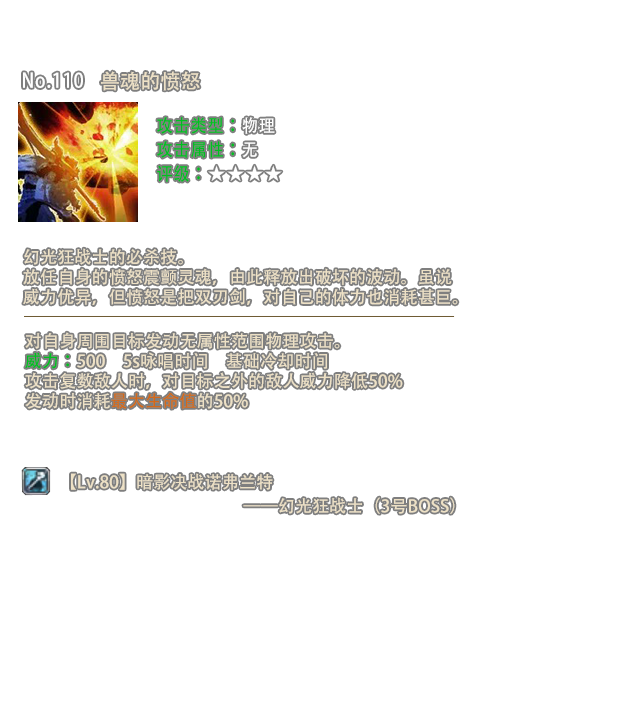 No.110 兽魂的愤怒
攻击类型：物理
攻击属性：无
评级：☆☆☆☆
幻光狂战士的必杀技。
放任自身的愤怒震颤灵魂，由此释放出破坏的波动。虽说
威力优异，但愤怒是把双刀剑，对自己的体力也消耗甚巨。
对自身周围目标发动无属性范围物理攻击。
威力：500 5s咏唱时间 基础冷却时间
攻击复数敌人时，对目标之外的敌人威力降低50%
发动时消耗最大生命值的50%
【Lv.80】暗影决战诺弗兰特
——幻光狂战士（3号BOSS）